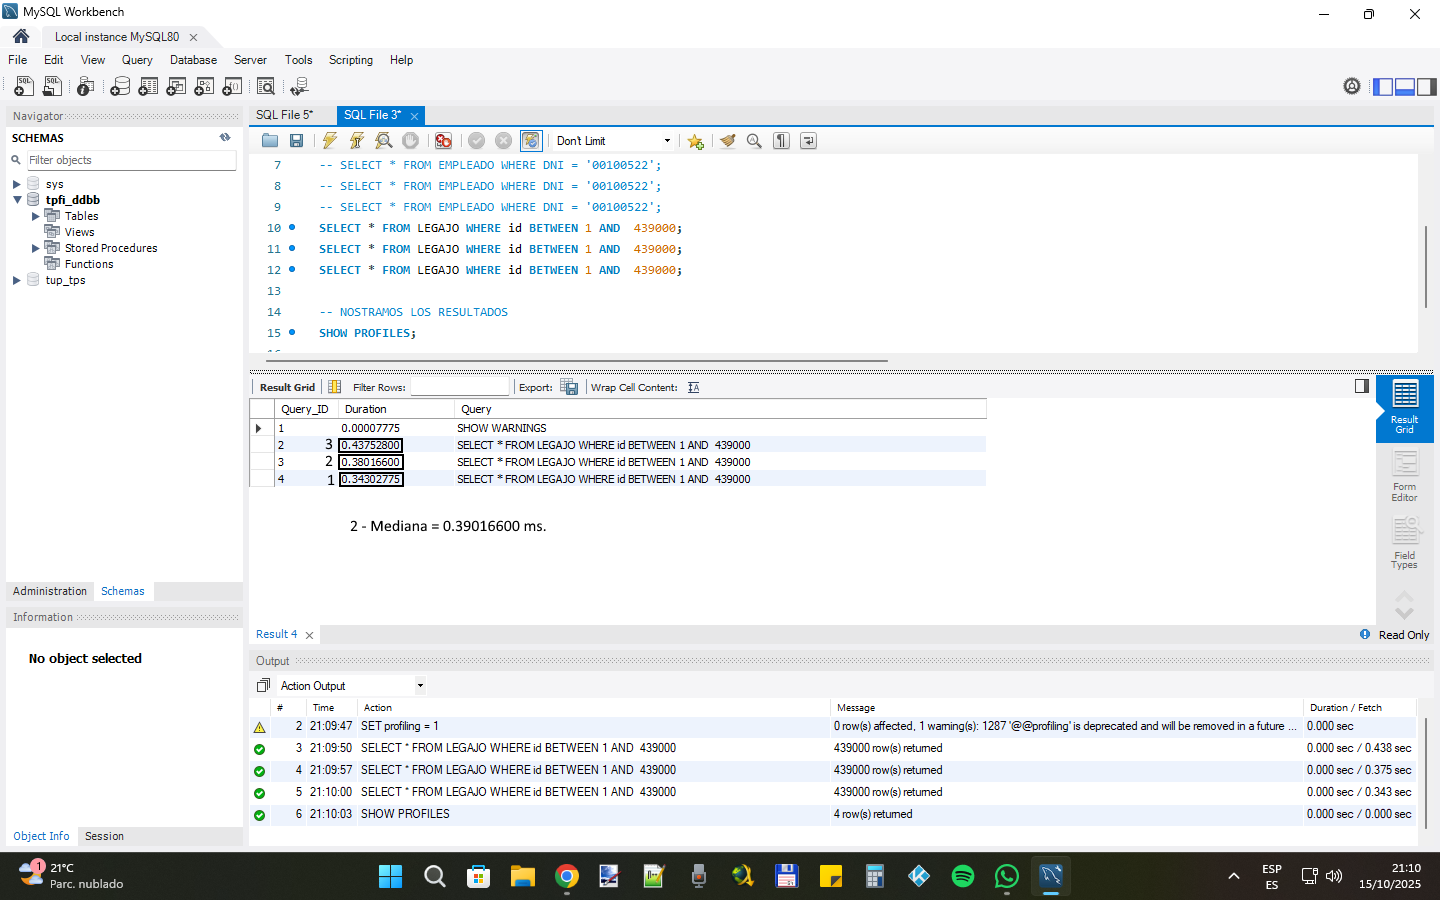 MySQL Workbench
Local instance MySQL80
File Edit View Query Database Server Tools Scripting Help
Navigator
SCHEMAS
Filter objects
sys
tpfi_ddbb
Tables
Views
Stored Procedures
Functions
tup_tps
Administration Schemas
Information
No object selected
Object Info Session
SQL File 5* SQL File 3*
Don't Limit
7 -- SELECT * FROM EMPLEADO WHERE DNI = '00100522';
8 -- SELECT * FROM EMPLEADO WHERE DNI = '00100522';
9 -- SELECT * FROM EMPLEADO WHERE DNI = '00100522';
10 SELECT * FROM LEGAJO WHERE id BETWEEN 1 AND 439000;
11 SELECT * FROM LEGAJO WHERE id BETWEEN 1 AND 439000;
12 SELECT * FROM LEGAJO WHERE id BETWEEN 1 AND 439000;
13
14 -- NOSTRAMOS LOS RESULTADOS
15 SHOW PROFILES;
Result Grid Filter Rows: Export: Wrap Cell Content:
Query_ID Duration Query
1 0.00007775 SHOW WARNINGS
2 3 0.43752800 SELECT * FROM LEGAJO WHERE id BETWEEN 1 AND 439000
3 2 0.38016600 SELECT * FROM LEGAJO WHERE id BETWEEN 1 AND 439000
4 1 0.34302775 SELECT * FROM LEGAJO WHERE id BETWEEN 1 AND 439000
2 - Mediana = 0.39016600 ms.
Result
Grid
Form
Editor
Field
Types
Result 4
Read Only
Output
Action Output
# Time Action Message Duration / Fetch
2 21:09:47 SET profiling = 1 0 row(s) affected, 1 warning(s): 1287 '@@profiling' is deprecated and will be removed in a future ... 0.000 sec
3 21:09:50 SELECT * FROM LEGAJO WHERE id BETWEEN 1 AND 439000 439000 row(s) returned 0.000 sec / 0.438 sec
4 21:09:57 SELECT * FROM LEGAJO WHERE id BETWEEN 1 AND 439000 439000 row(s) returned 0.000 sec / 0.375 sec
5 21:10:00 SELECT * FROM LEGAJO WHERE id BETWEEN 1 AND 439000 439000 row(s) returned 0.000 sec / 0.343 sec
6 21:10:03 SHOW PROFILES 4 row(s) returned 0.000 sec / 0.000 sec
1
21°C
Parc. nublado
ESP
ES
21:10
15/10/2025